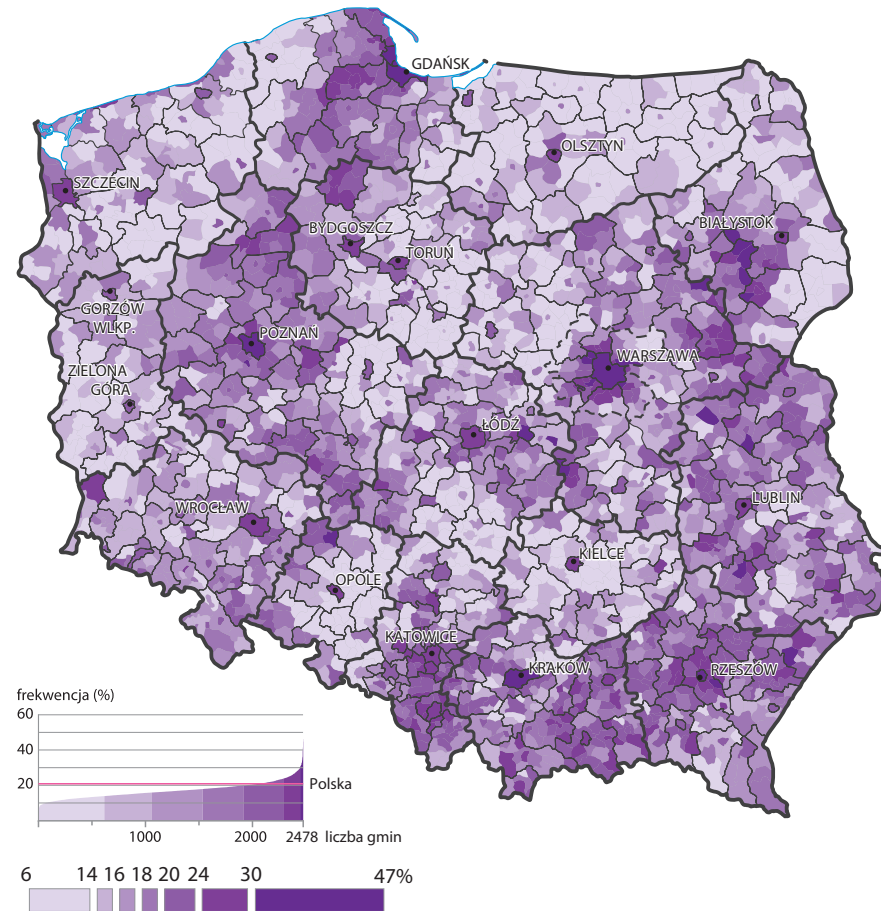 GDAŃSK
OLSZTYN
SZCZECIN
BIAŁYSTOK
BYDGOSZCZ
TORUŃ
GORZÓW
WLKP.
POZNAŃ
WARSZAWA
ZIELONA
GÓRA
ŁÓDŹ
WROCŁAW
LUBLIN
KIELCE
OPOLE
KATOWICE
KRAKÓW
RZESZÓW
frekwencja (%)
60
40
20
Polska
1000 2000 2478 liczba gmin
6 14 16 18 20 24 30 47%